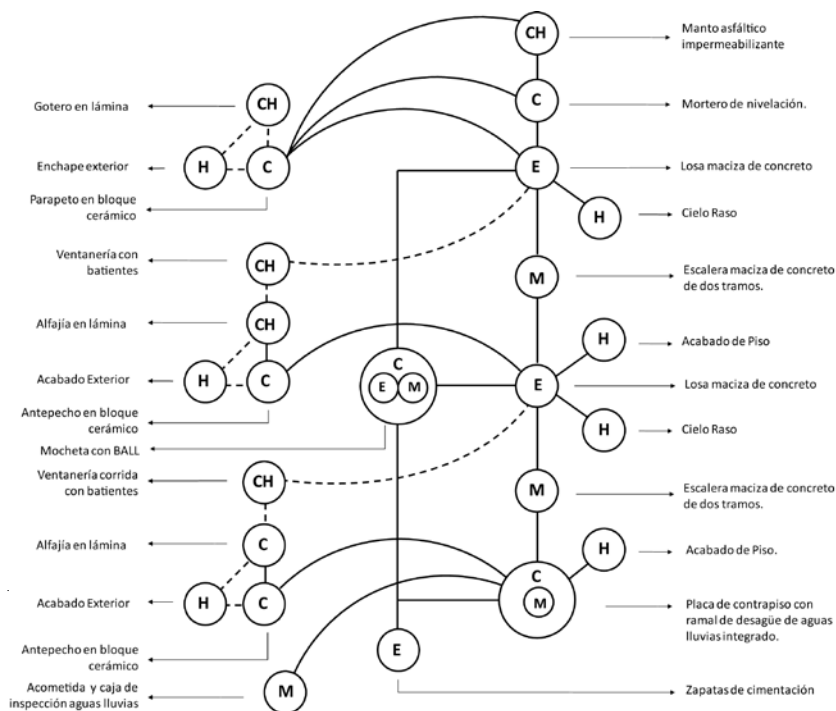 CH
Manto asfáltico
impermeabilizante
Gotero en lámina
CH
C
Mortero de nivelación.
Enchape exterior
H
C
E
Losa maciza de concreto
Parapeto en bloque
cerámico
H
Cielo Raso
Ventanería con
batientes
CH
M
Escalera maciza de concreto
de dos tramos.
Alfajía en lámina
CH
H
Acabado de Piso
Acabado Exterior
H
C
C
E
M
E
Losa maciza de concreto
Antepecho en bloque
cerámico
H
Cielo Raso
Mocheta con BALL
Ventanería corrida
con batientes
CH
M
Escalera maciza de concreto
de dos tramos.
Alfajía en lámina
C
H
Acabado de Piso.
Acabado Exterior
H
C
C
M
Placa de contrapiso con
ramal de desagüe de aguas
lluvias integrado.
Antepecho en bloque
cerámico
E
Acometida y caja de
inspección aguas lluvias
M
Zapatas de cimentación